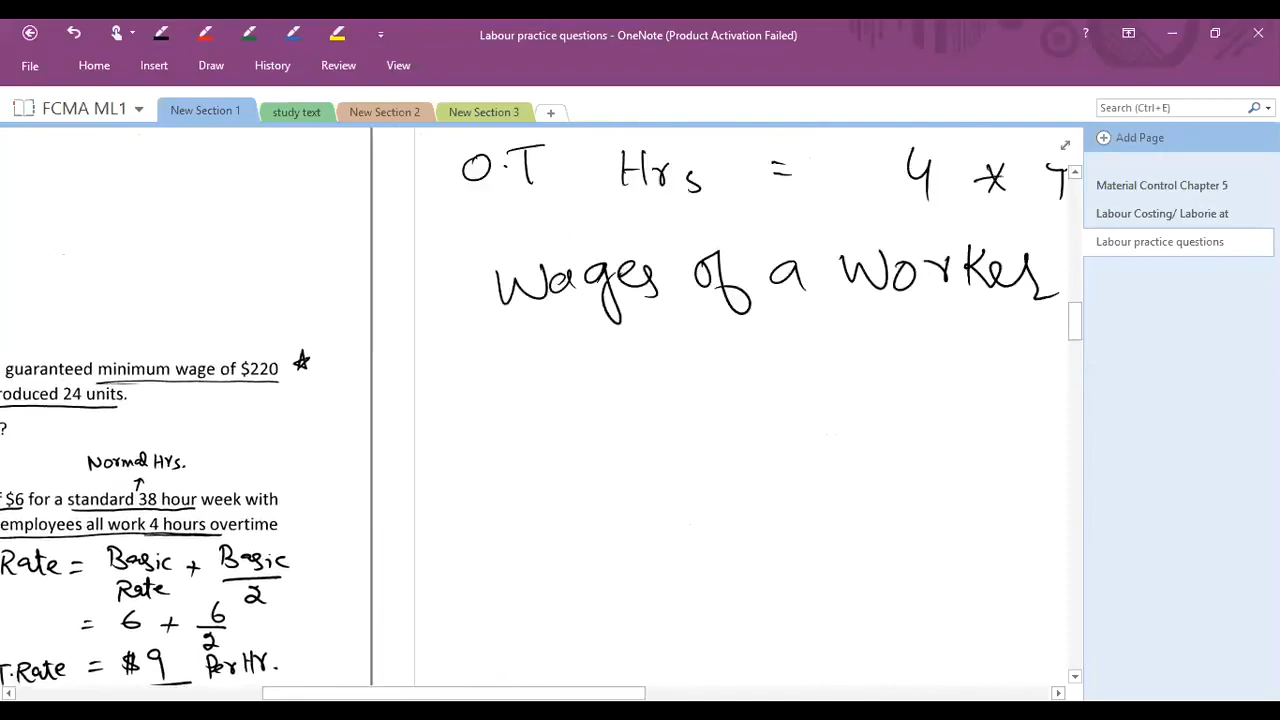 Labour practice questions - OneNote (Product Activation Failed)
?
File Home Insert Draw History Review View
FCMA ML1
New Section 1 study text New Section 2 New Section 3 +
Search (Ctrl+E)
Add Page
Material Control Chapter 5
Labour Costing/ Laborie at
Labour practice questions
O.T Hrs = 4 *
Wages of a Worker
guaranteed minimum wage of $220
roduced 24 units.
?
Normal Hrs.
of $6 for a standard 38 hour week with
employees all work 4 hours overtime
Rate = Basic Rate + Basic/2
= 6 + 6/2
T.Rate = $9 Per Hr.